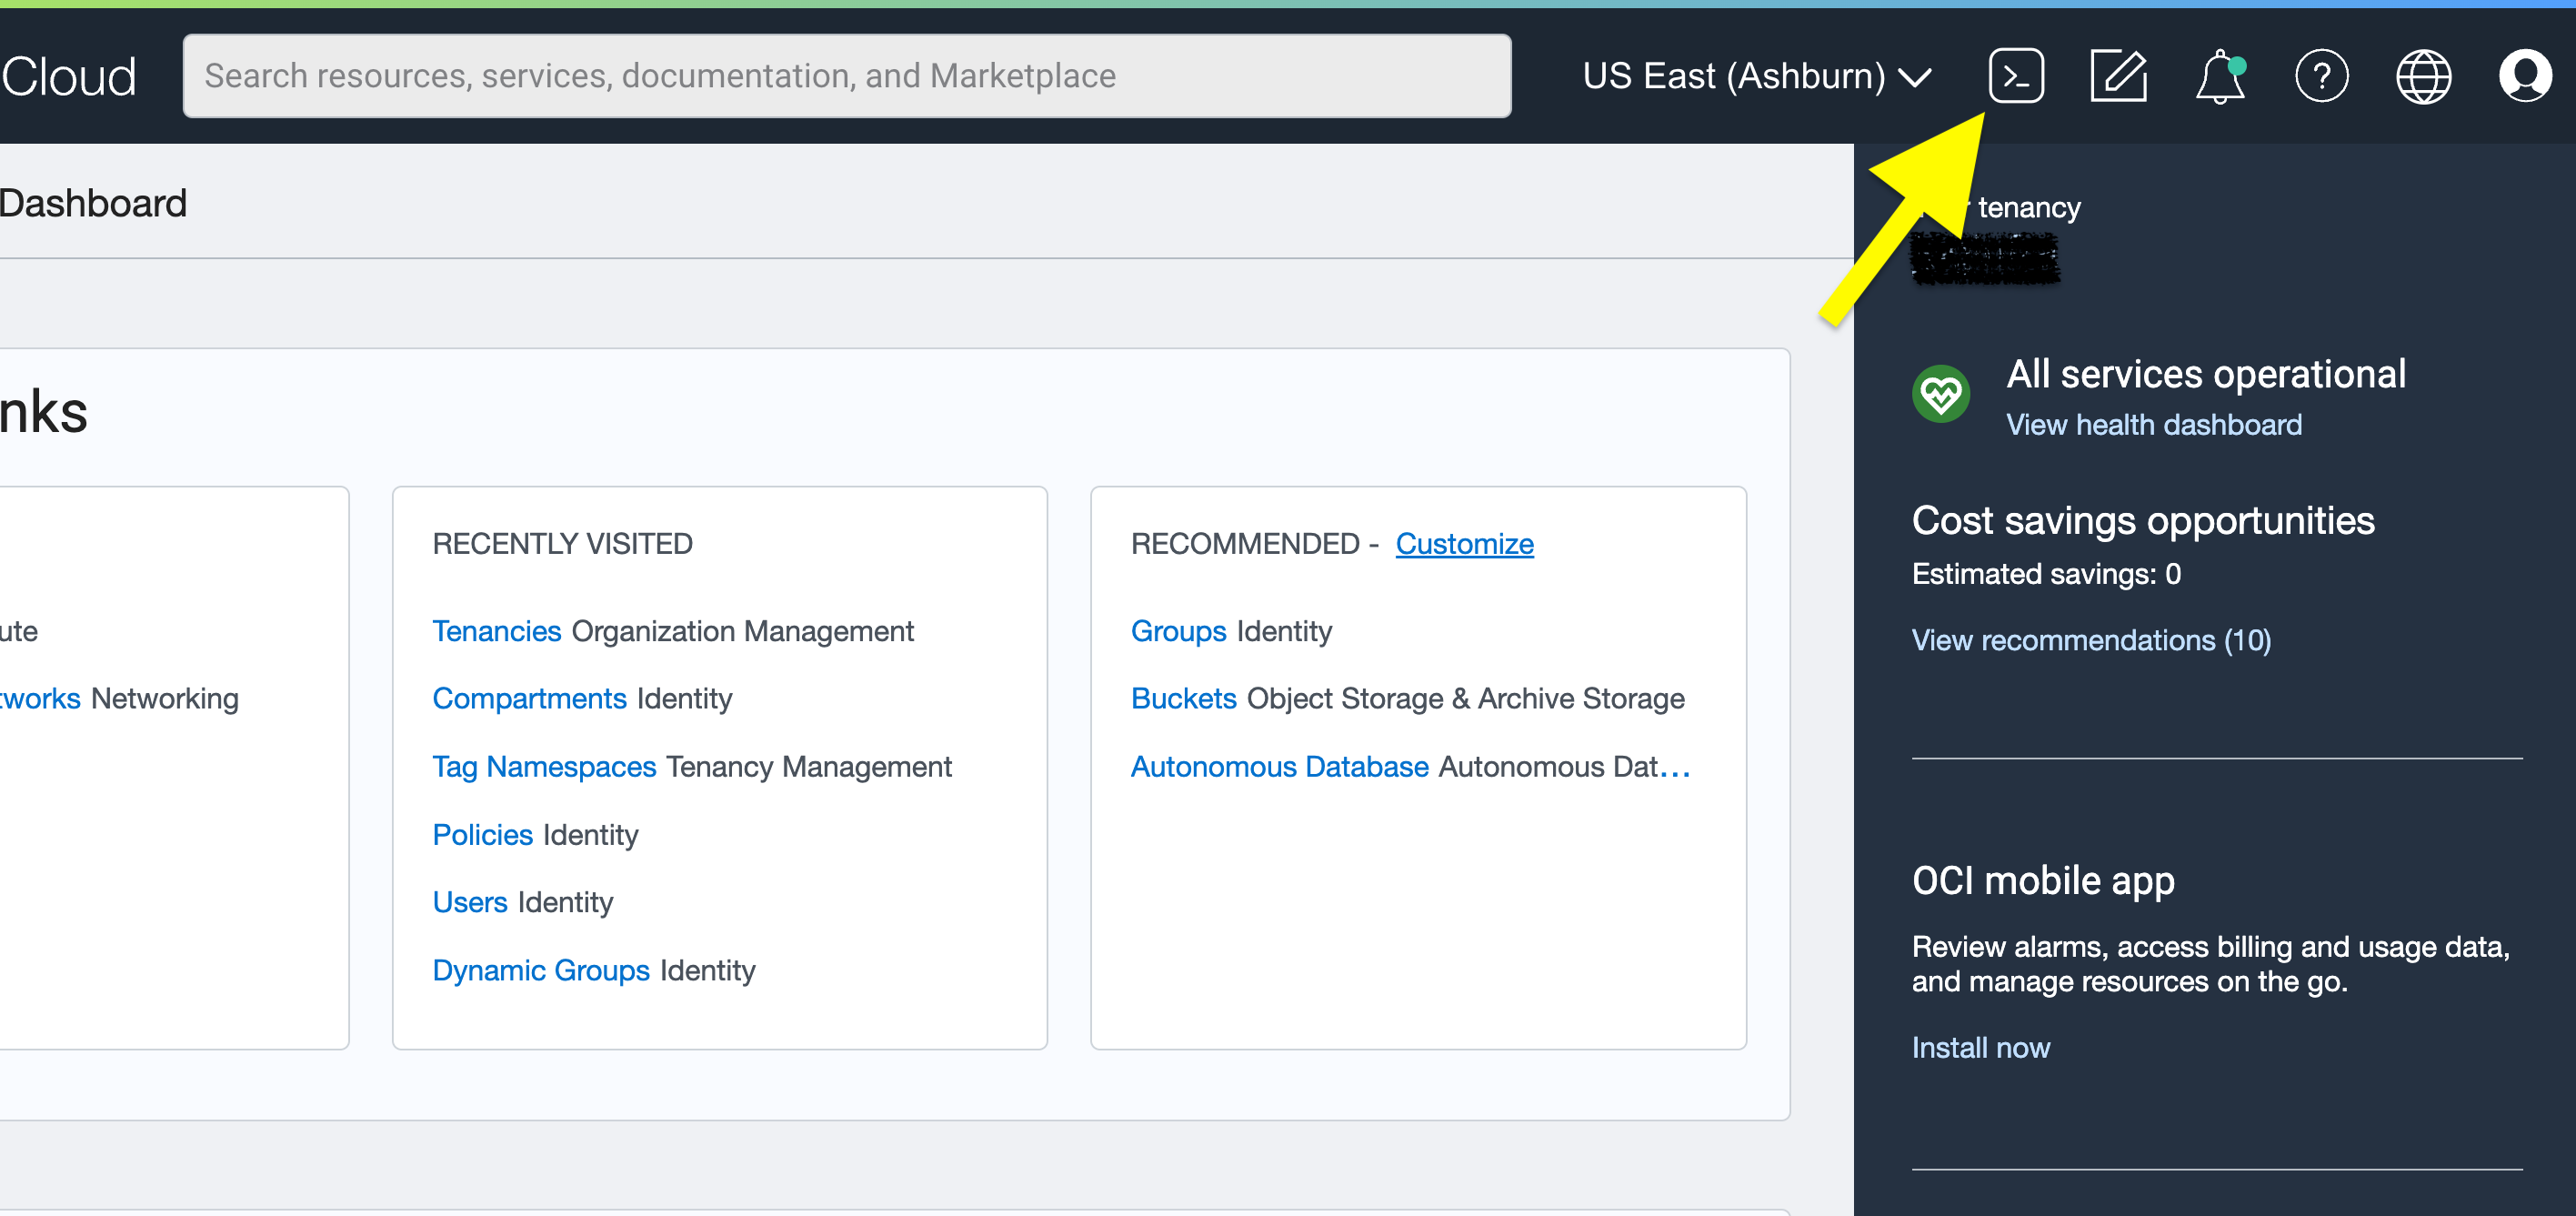 Cloud
Search resources, services, documentation, and Marketplace
US East (Ashburn)
Dashboard
nks
ute
tworks Networking
RECENTLY VISITED
Tenancies Organization Management
Compartments Identity
Tag Namespaces Tenancy Management
Policies Identity
Users Identity
Dynamic Groups Identity
RECOMMENDED - Customize
Groups Identity
Buckets Object Storage & Archive Storage
Autonomous Database Autonomous Dat...
tenancy
All services operational
View health dashboard
Cost savings opportunities
Estimated savings: 0
View recommendations (10)
OCI mobile app
Review alarms, access billing and usage data,
and manage resources on the go.
Install now